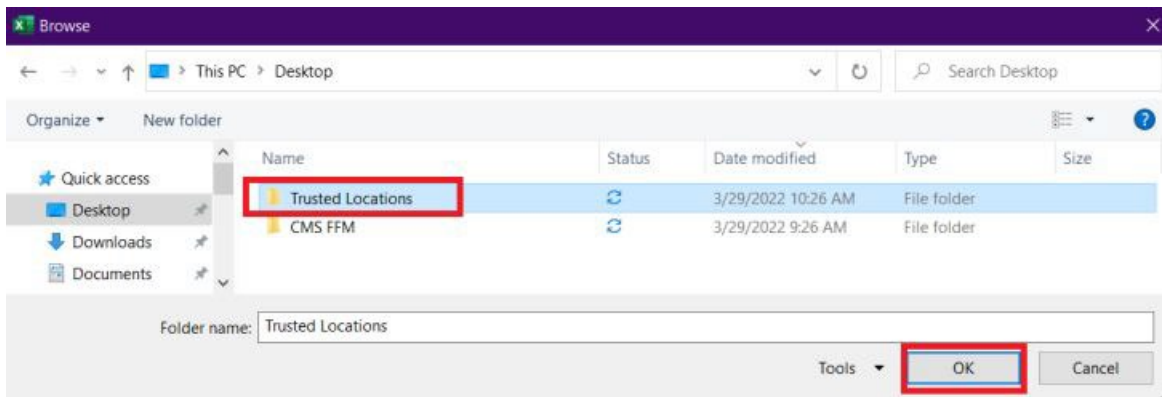 Browse
This PC > Desktop
Search Desktop
Organize
New folder
Name Status Date modified Type Size
Quick access
Desktop
Downloads
Documents
Trusted Locations 3/29/2022 10:26 AM File folder
CMS FFM 3/29/2022 9:26 AM File folder
Folder name: Trusted Locations
Tools OK Cancel